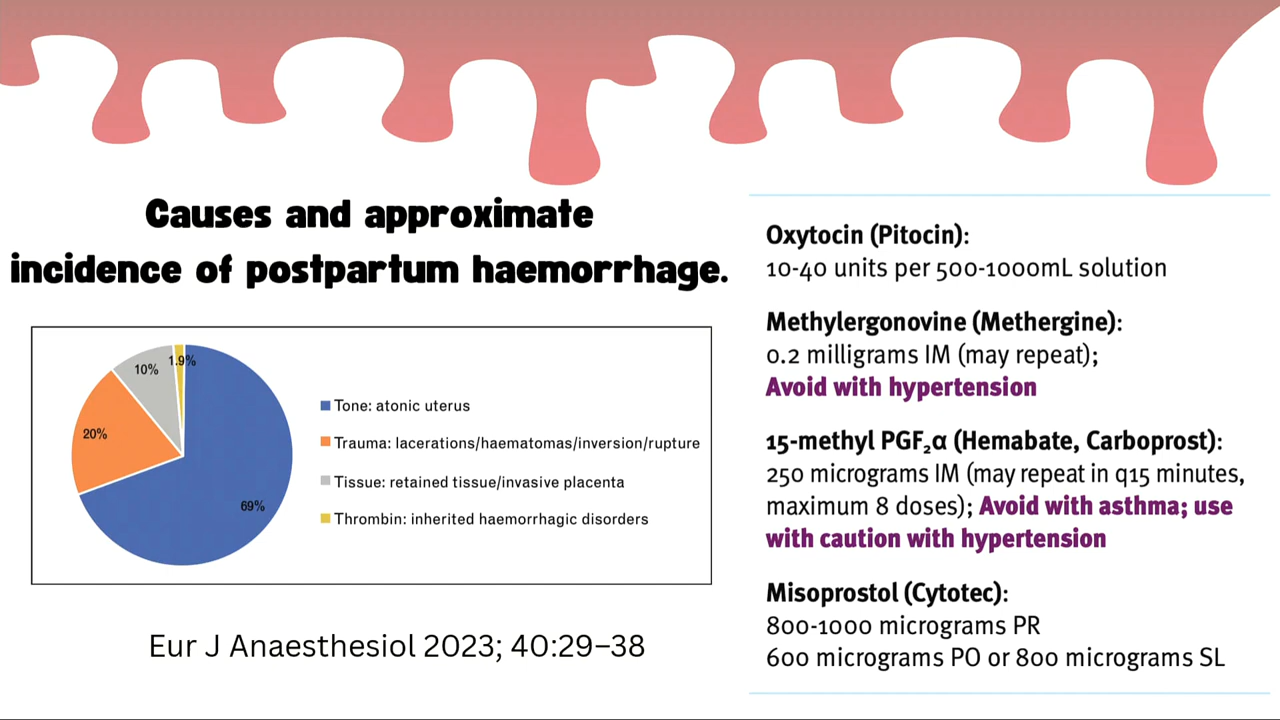 Causes and approximate
incidence of postpartum haemorrhage.
1.9%
10%
20%
69%
Tone: atonic uterus
Trauma: lacerations/haematomas/inversion/rupture
Tissue: retained tissue/invasive placenta
Thrombin: inherited haemorrhagic disorders
Eur J Anaesthesiol 2023; 40:29–38
Oxytocin (Pitocin):
10-40 units per 500-1000mL solution
Methylergonovine (Methergine):
0.2 milligrams IM (may repeat);
Avoid with hypertension
15-methyl PGF₂α (Hemabate, Carboprost):
250 micrograms IM (may repeat in q15 minutes,
maximum 8 doses); Avoid with asthma; use
with caution with hypertension
Misoprostol (Cytotec):
800-1000 micrograms PR
600 micrograms PO or 800 micrograms SL